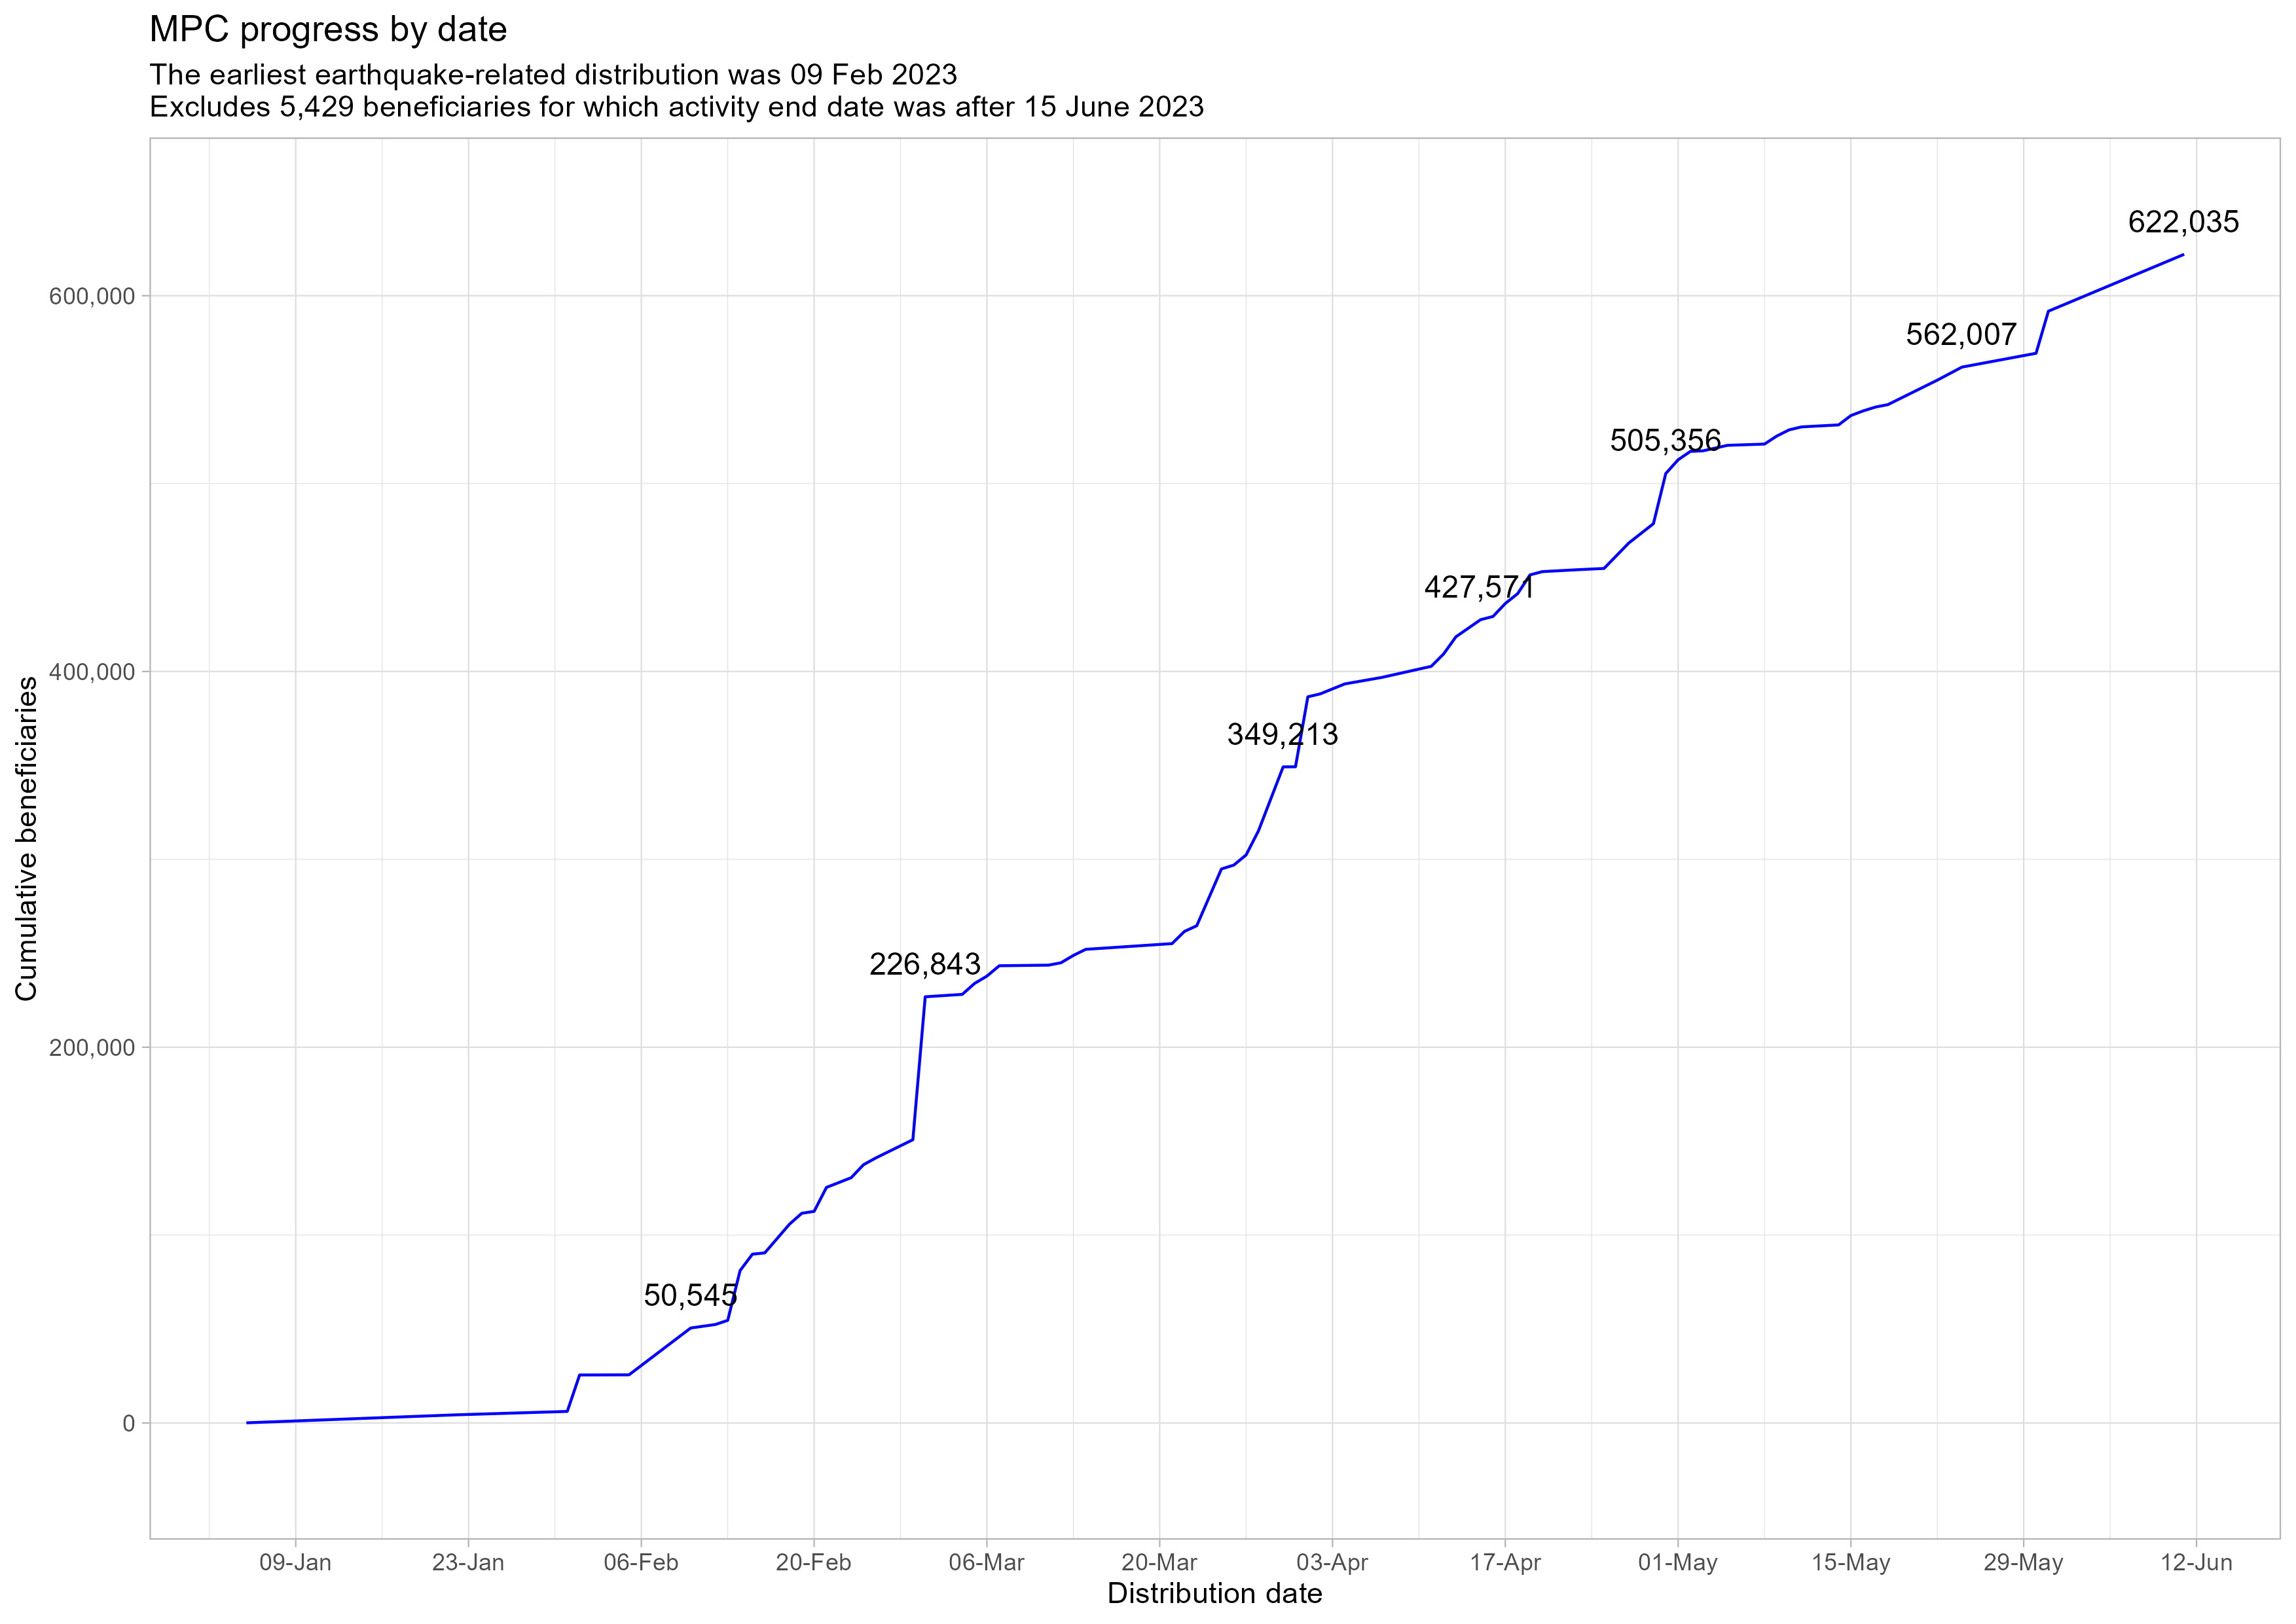 MPC progress by date
The earliest earthquake-related distribution was 09 Feb 2023
Excludes 5,429 beneficiaries for which activity end date was after 15 June 2023
622,035
600,000
562,007
505,356
427,571
400,000
349,213
226,843
200,000
50,545
0
Cumulative beneficiaries
09-Jan 23-Jan 06-Feb 20-Feb 06-Mar 20-Mar 03-Apr 17-Apr 01-May 15-May 29-May 12-Jun
Distribution date